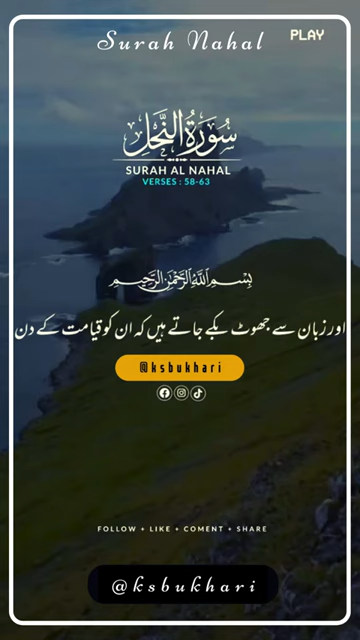 Surah Nahal
PLAY
سُورَةُ النَّحْلِ
SURAH AL NAHAL
VERSES : 58-63
بِسْمِ اللَّهِ الرَّحْمَٰنِ الرَّحِيمِ
اور زبان سے جھوٹ بکے جاتے ہیں کہ ان کو قیامت کے دن
@ksbukhari
FOLLOW + LIKE + COMENT + SHARE
@ksbukhari